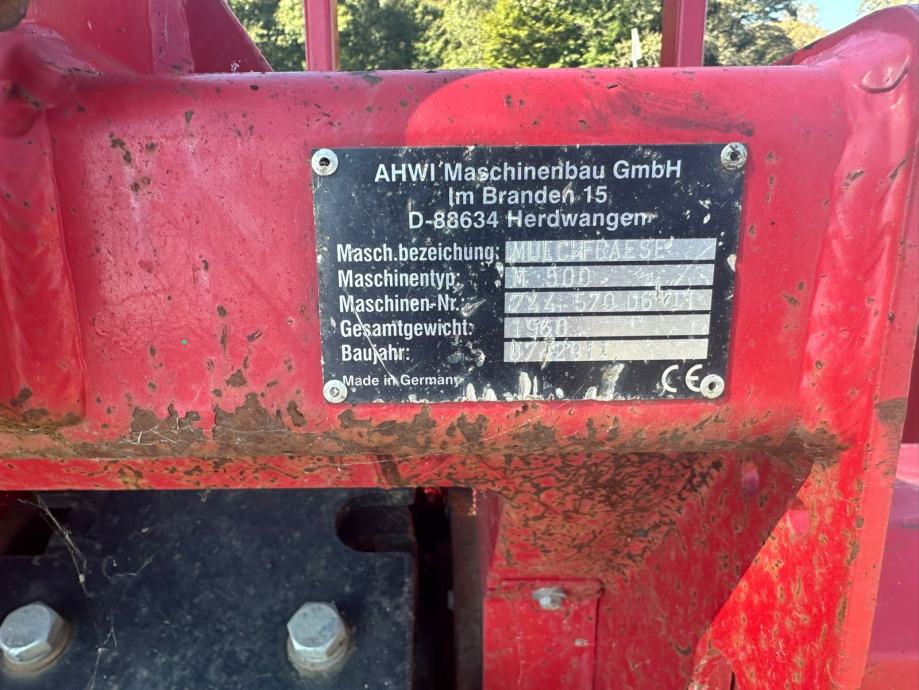 AHWI Maschinenbau GmbH
Im Branden 15
D-88634 Herdwangen
Masch.bezeichung: MULCHFRAESE
Maschinentyp: M 500
Maschinen-Nr.:
Gesamtgewicht: 1960
Baujahr:
Made in Germany CE